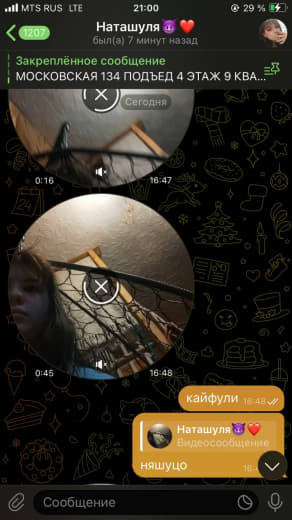 MTS RUS LTE 21:00 29 %
1207 Наташуля😈❤️
был(а) 7 минут назад
Закреплённое сообщение
МОСКОВСКАЯ 134 ПОДЪЕД 4 ЭТАЖ 9 КВА...
Сегодня
0:16 16:47
0:45 16:48
кайфули 16:48
Наташуля😈❤️
Видеосообщение
няшуцо
Сообщение